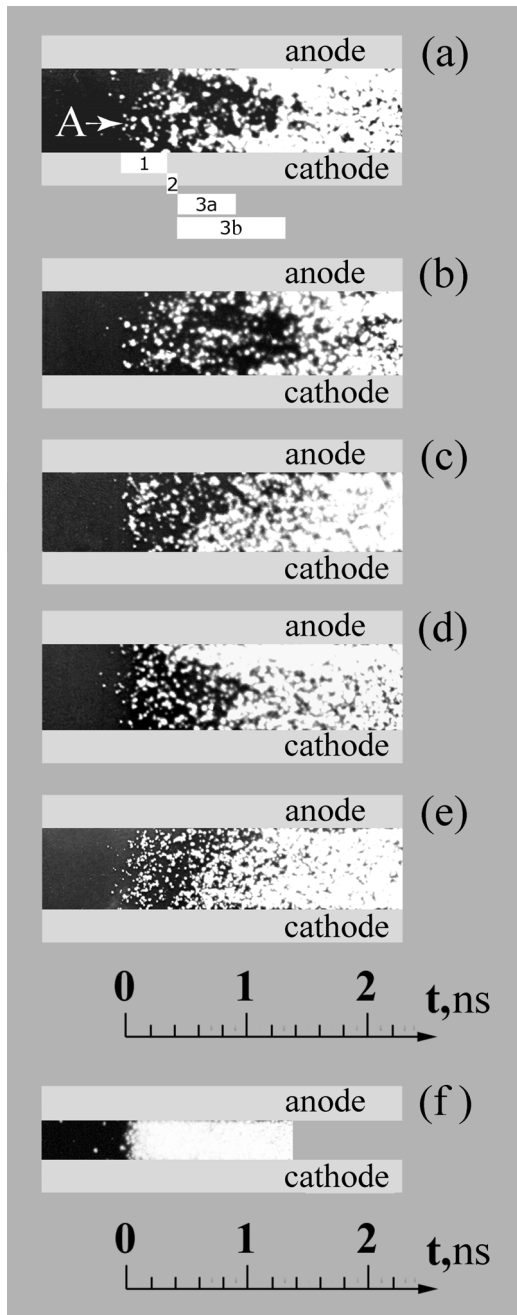 anode (a)
A
cathode
1
2
3a
3b
anode (b)
cathode
anode (c)
cathode
anode (d)
cathode
anode (e)
cathode
0 1 2 t,ns
anode (f )
cathode
0 1 2 t,ns